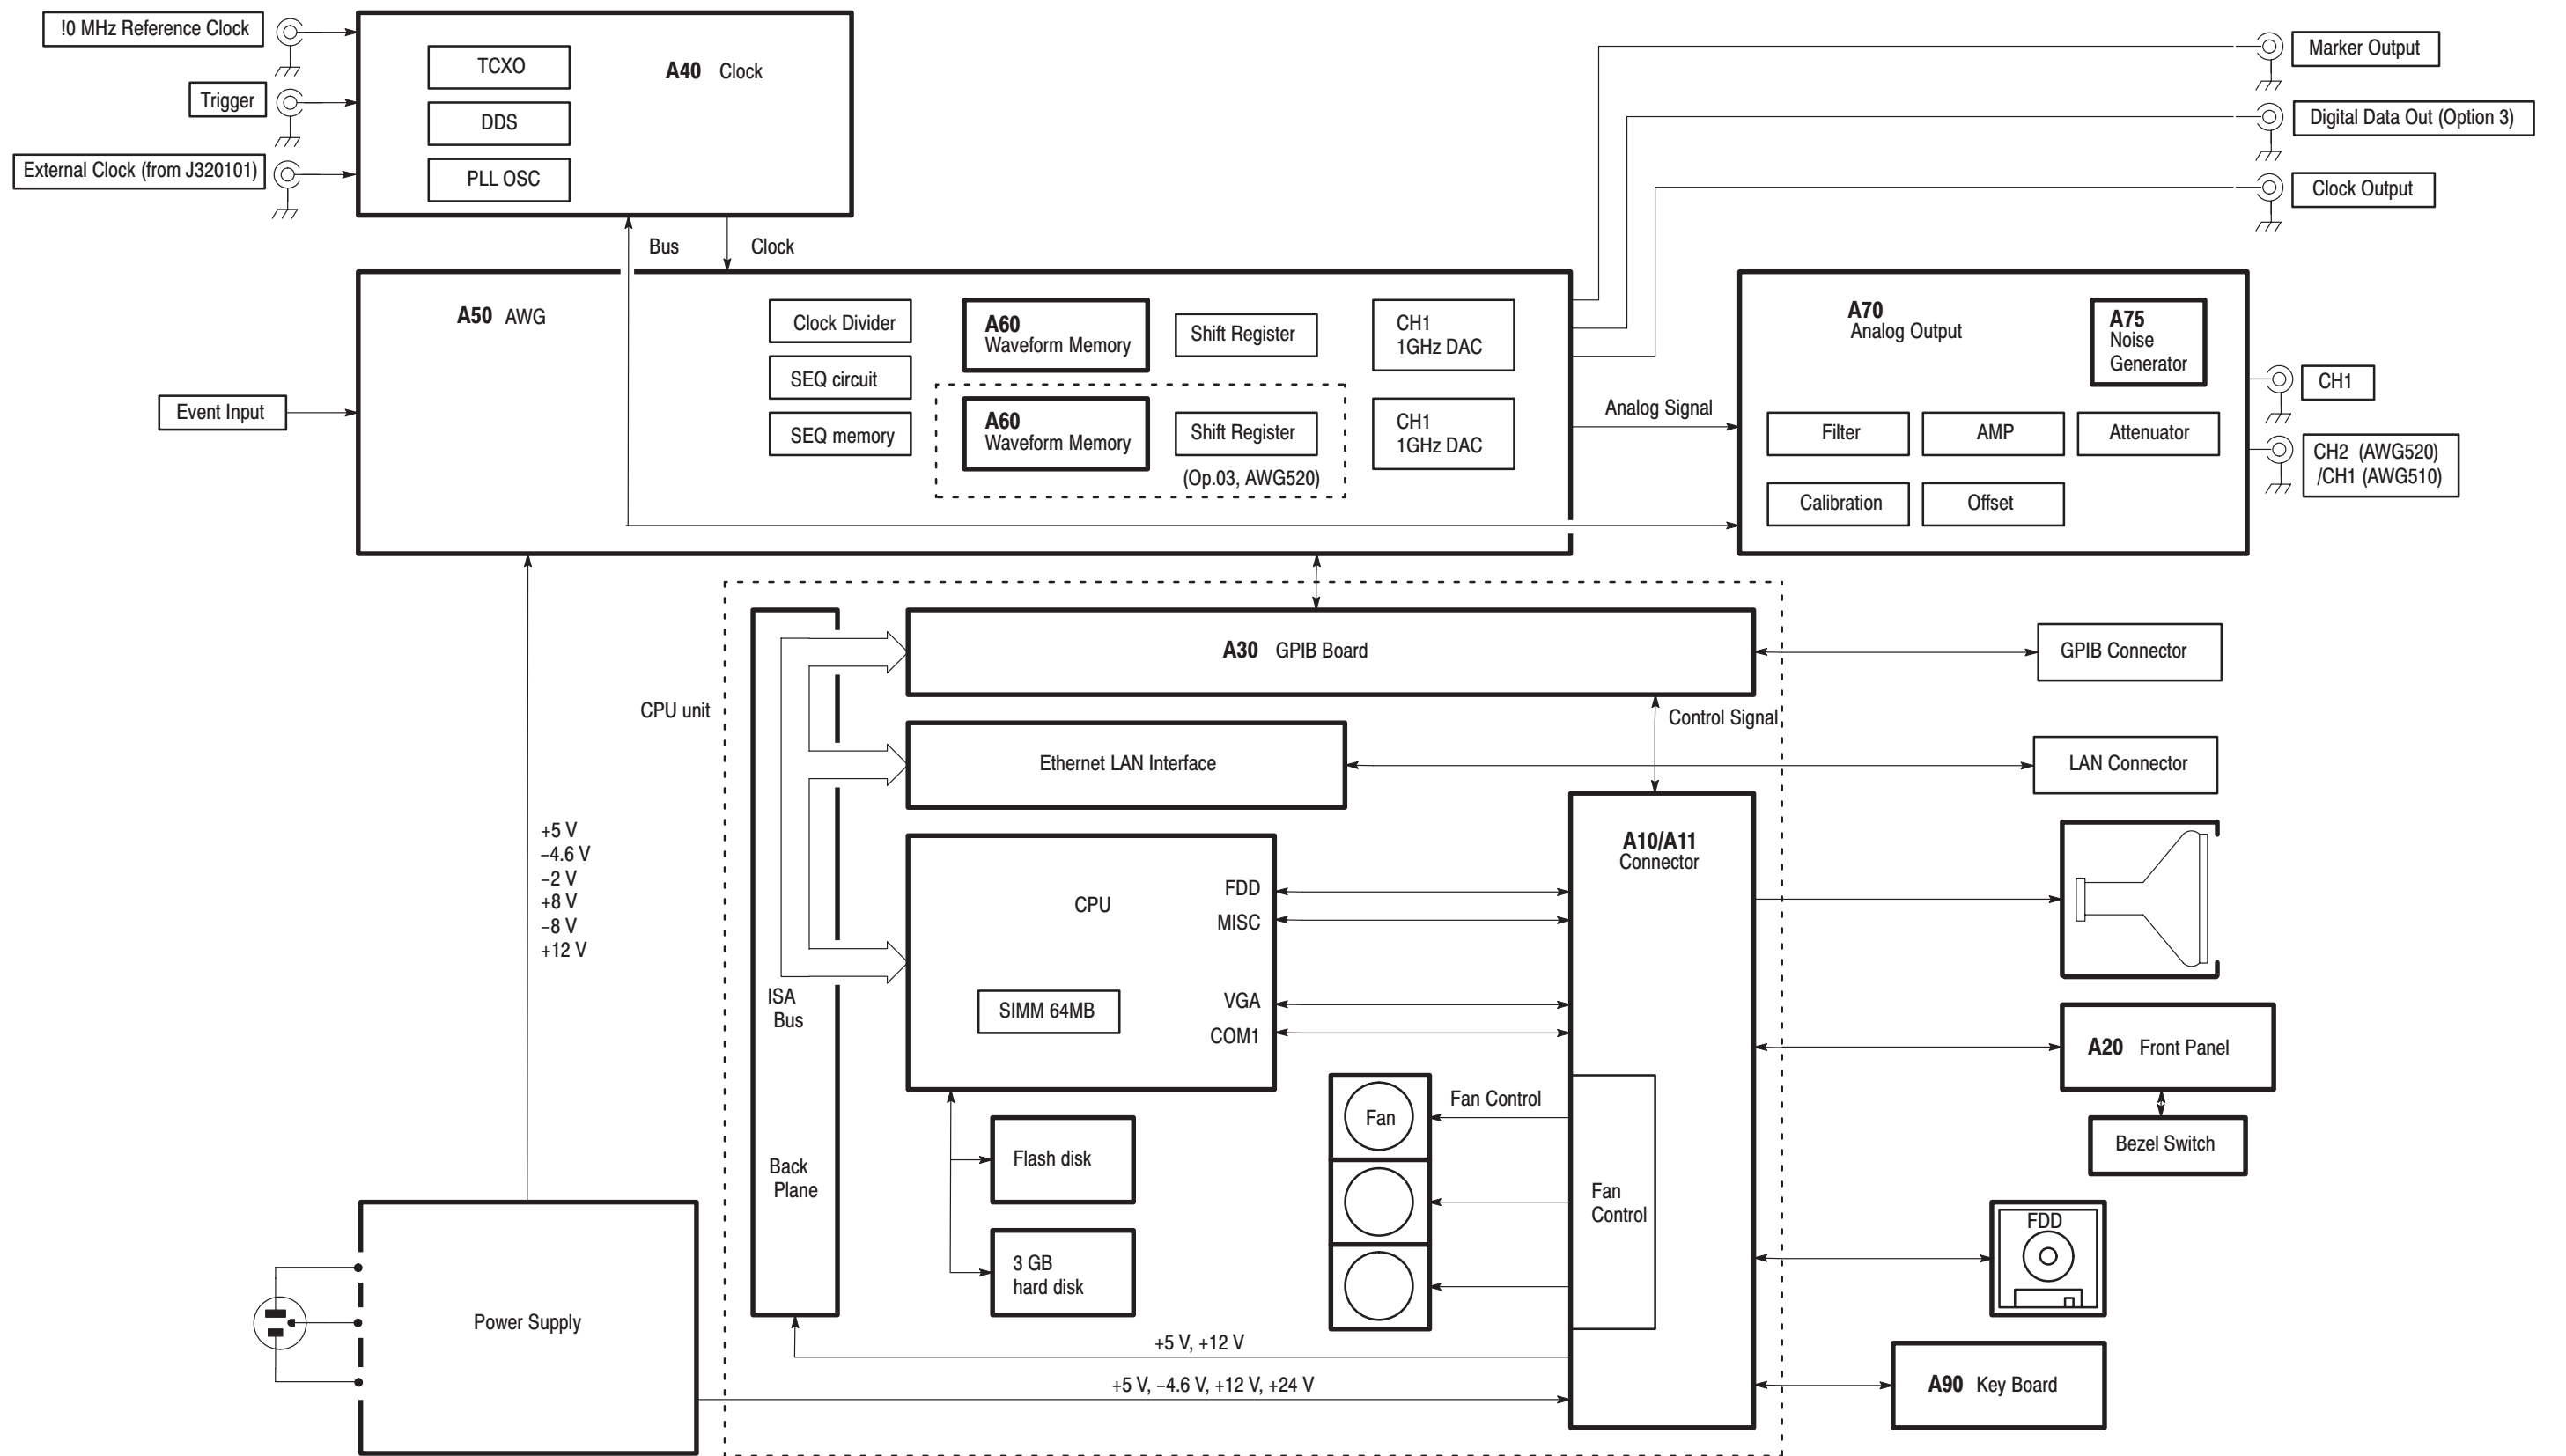 !0 MHz Reference Clock
Trigger
External Clock (from J320101)
TCXO
DDS
PLL OSC
A40 Clock
Marker Output
Digital Data Out (Option 3)
Clock Output
Bus
Clock
A50 AWG
Event Input
Clock Divider
SEQ circuit
SEQ memory
A60
Waveform Memory
Shift Register
CH1
1GHz DAC
A60
Waveform Memory
Shift Register
(Op.03, AWG520)
CH1
1GHz DAC
Analog Signal
A70
Analog Output
A75
Noise
Generator
Filter
AMP
Attenuator
Calibration
Offset
CH1
CH2 (AWG520)
/CH1 (AWG510)
CPU unit
A30 GPIB Board
GPIB Connector
Control Signal
Ethernet LAN Interface
LAN Connector
+5 V
−4.6 V
−2 V
+8 V
−8 V
+12 V
ISA
Bus
Back
Plane
CPU
SIMM 64MB
FDD
MISC
VGA
COM1
A10/A11
Connector
A20 Front Panel
Bezel Switch
Flash disk
3 GB
hard disk
Fan
Fan Control
Fan
Control
FDD
Power Supply
+5 V, +12 V
+5 V, −4.6 V, +12 V, +24 V
A90 Key Board